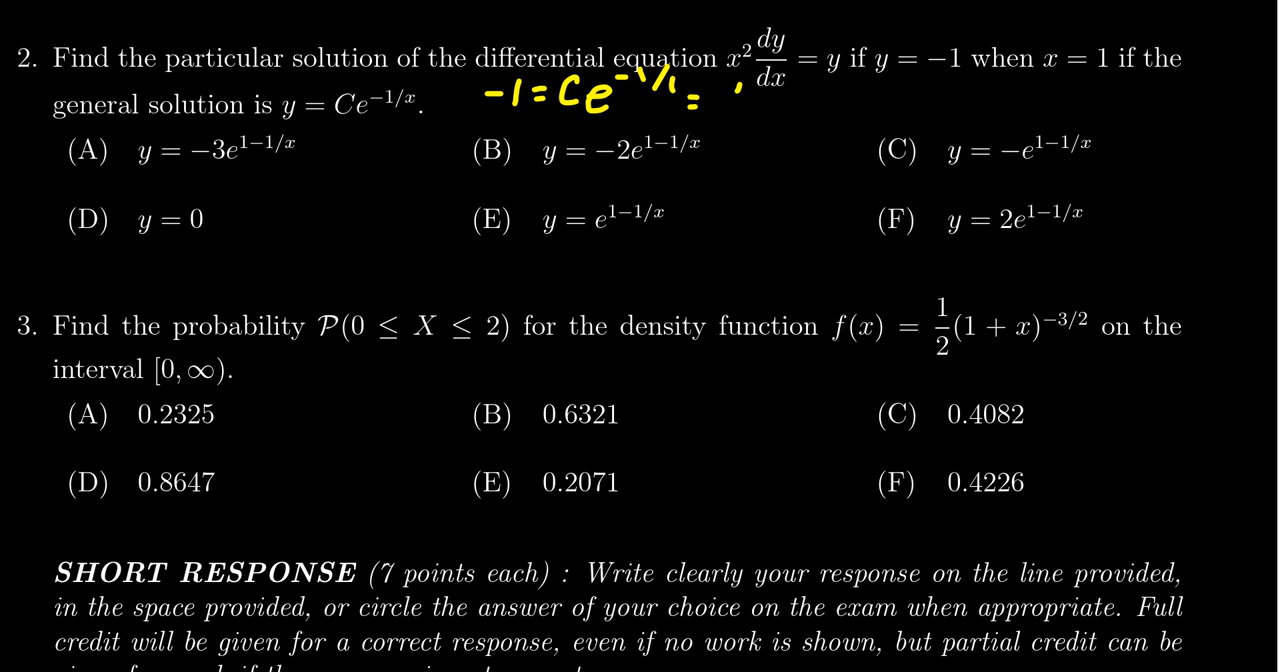 2. Find the particular solution of the differential equation x² dy/dx = y if y = −1 when x = 1 if the
general solution is y = Ce^{−1/x}.
-1 = Ce^{-1/1} =
(A) y = −3e^{1−1/x} (B) y = −2e^{1−1/x} (C) y = −e^{1−1/x}
(D) y = 0 (E) y = e^{1−1/x} (F) y = 2e^{1−1/x}
3. Find the probability 𝒫(0 ≤ X ≤ 2) for the density function f(x) = 1/2 (1 + x)^{−3/2} on the
interval [0, ∞).
(A) 0.2325 (B) 0.6321 (C) 0.4082
(D) 0.8647 (E) 0.2071 (F) 0.4226
SHORT RESPONSE (7 points each) : Write clearly your response on the line provided,
in the space provided, or circle the answer of your choice on the exam when appropriate. Full
credit will be given for a correct response, even if no work is shown, but partial credit can be